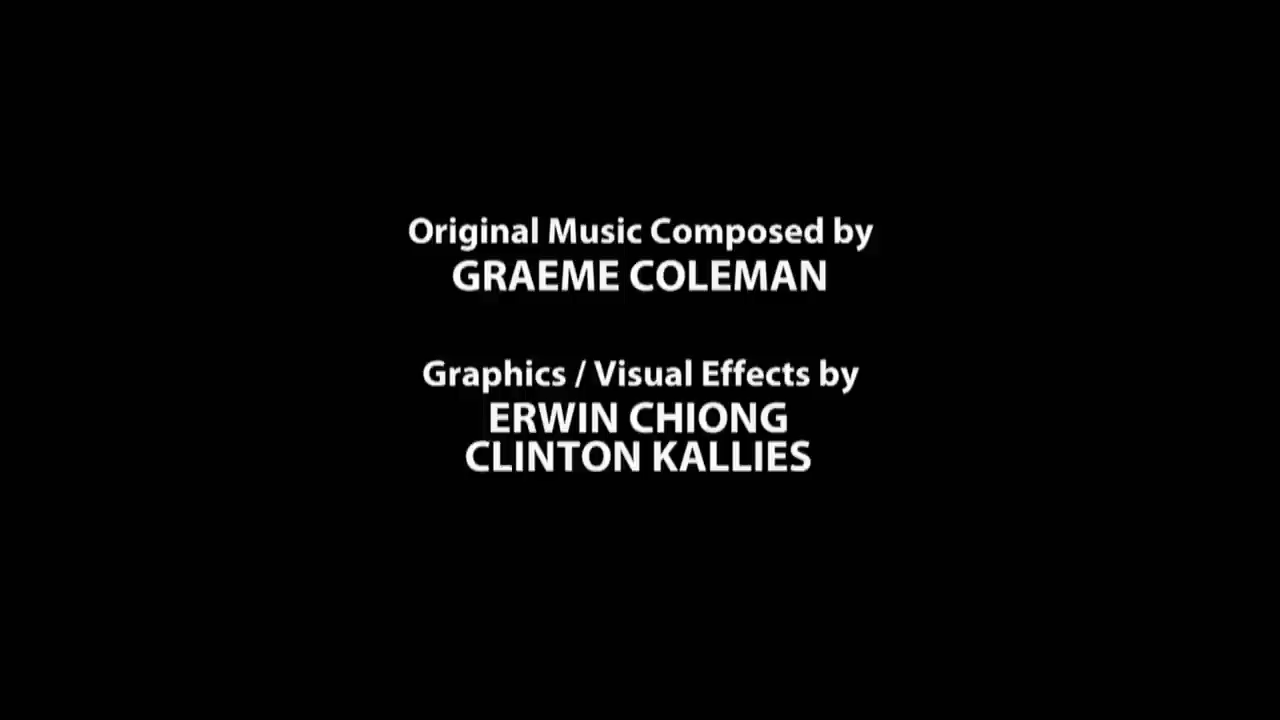 Original Music Composed by
GRAEME COLEMAN
Graphics / Visual Effects by
ERWIN CHIONG
CLINTON KALLIES